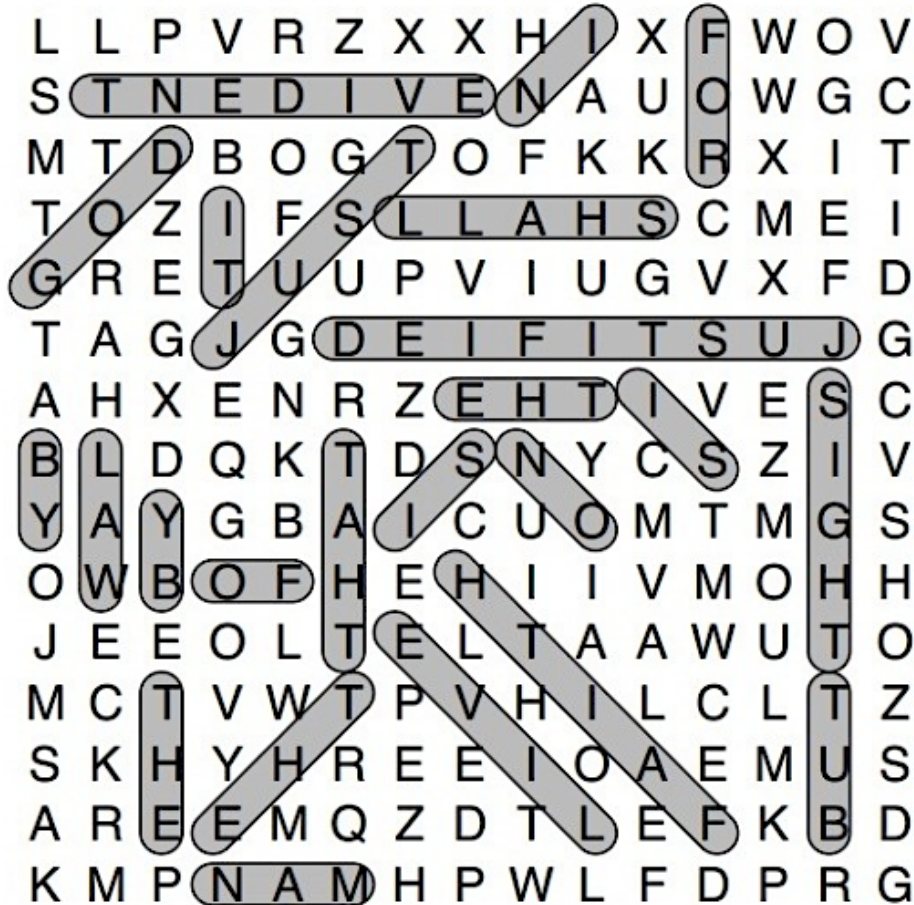 L L P V R Z X X H I X F W O V
S T N E D I V E N A U O W G C
M T D B O G T O F K K R X I T
T O Z I F S L L A H S C M E I
G R E T U U P V I U G V X F D
T A G J G D E I F I T S U J G
A H X E N R Z E H T I V E S C
B L D Q K T D S N Y C S Z I V
Y A Y G B A I C U O M T M G S
O W B O F H E H I I V M O H H
J E E O L T E L T A A W U T O
M C T V W T P V H I L C L T Z
S K H Y H R E E I O A E M U S
A R E E M Q Z D T L E F K B D
K M P N A M H P W L F D P R G